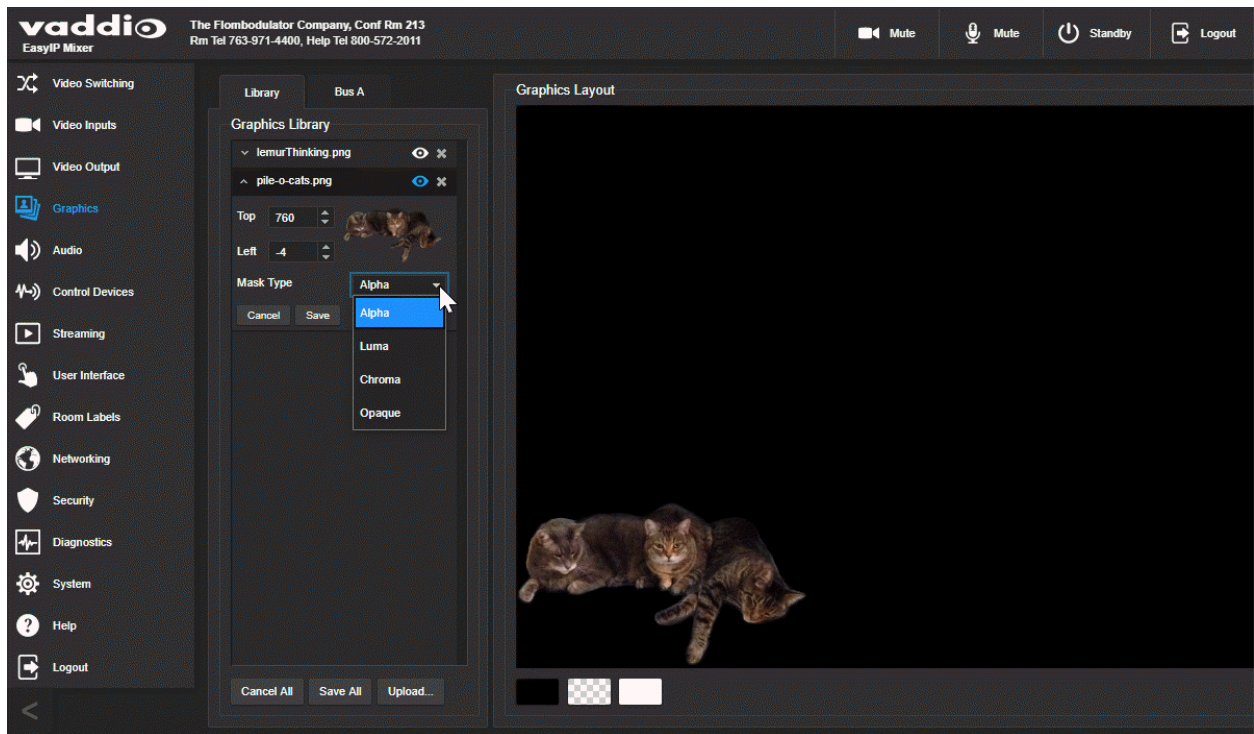 vaddio
EasyIP Mixer
The Flombodulator Company, Conf Rm 213
Rm Tel 763-971-4400, Help Tel 800-572-2011
Mute
Mute
Standby
Logout
Video Switching
Video Inputs
Video Output
Graphics
Audio
Control Devices
Streaming
User Interface
Room Labels
Networking
Security
Diagnostics
System
Help
Logout
<
Library
Bus A
Graphics Library
lemurThinking.png
pile-o-cats.png
Top 760
Left -4
Mask Type Alpha
Cancel Save
Alpha
Luma
Chroma
Opaque
Cancel All Save All Upload...
Graphics Layout